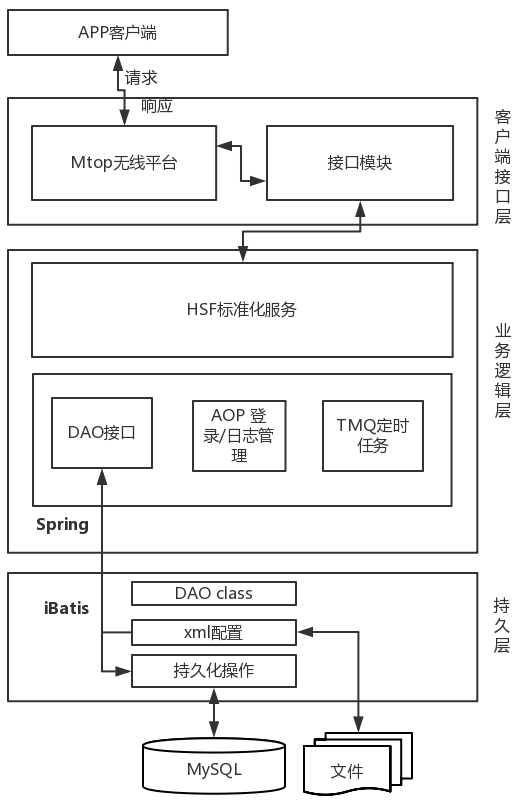 APP客户端
请求
响应
Mtop无线平台
接口模块
客
户
端
接
口
层
HSF标准化服务
业
务
逻
辑
层
DAO接口
AOP 登
录/日志管
理
TMQ定时
任务
Spring
iBatis
DAO class
xml配置
持久化操作
持
久
层
MySQL
文件